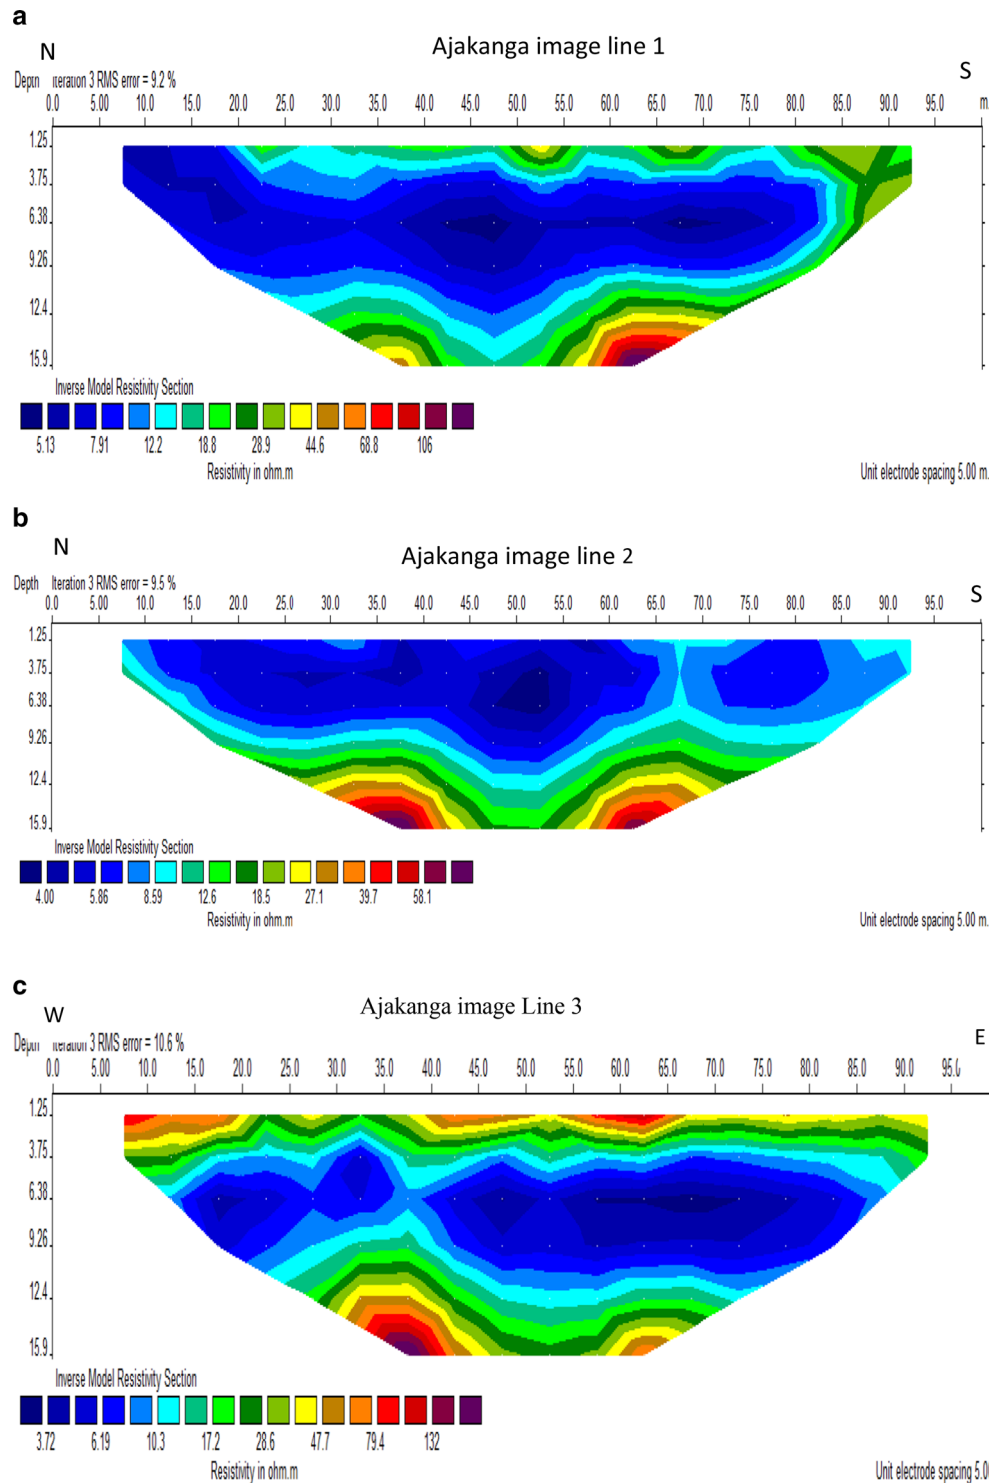 a
Ajakanga image line 1
N
S
Depth Iteration 3 RMS error = 9.2 %
0.0 5.00 10.0 15.0 20.0 25.0 30.0 35.0 40.0 45.0 50.0 55.0 60.0 65.0 70.0 75.0 80.0 85.0 90.0 95.0 m.
1.25
3.75
6.38
9.26
12.4
15.9
Inverse Model Resistivity Section
5.13 7.91 12.2 18.8 28.9 44.6 68.8 106
Resistivity in ohm.m
Unit electrode spacing 5.00 m.
b
N
Ajakanga image line 2
S
Depth Iteration 3 RMS error = 9.5 %
0.0 5.00 10.0 15.0 20.0 25.0 30.0 35.0 40.0 45.0 50.0 55.0 60.0 65.0 70.0 75.0 80.0 85.0 90.0 95.0
1.25
3.75
6.38
9.26
12.4
15.9
Inverse Model Resistivity Section
4.00 5.86 8.59 12.6 18.5 27.1 39.7 58.1
Resistivity in ohm.m
Unit electrode spacing 5.00 m.
c
W
Ajakanga image Line 3
E
Depth Iteration 3 RMS error = 10.6 %
0.0 5.00 10.0 15.0 20.0 25.0 30.0 35.0 40.0 45.0 50.0 55.0 60.0 65.0 70.0 75.0 80.0 85.0 90.0 95.0
1.25
3.75
6.38
9.26
12.4
15.9
Inverse Model Resistivity Section
3.72 6.19 10.3 17.2 28.6 47.7 79.4 132
Resistivity in ohm.m
Unit electrode spacing 5.0